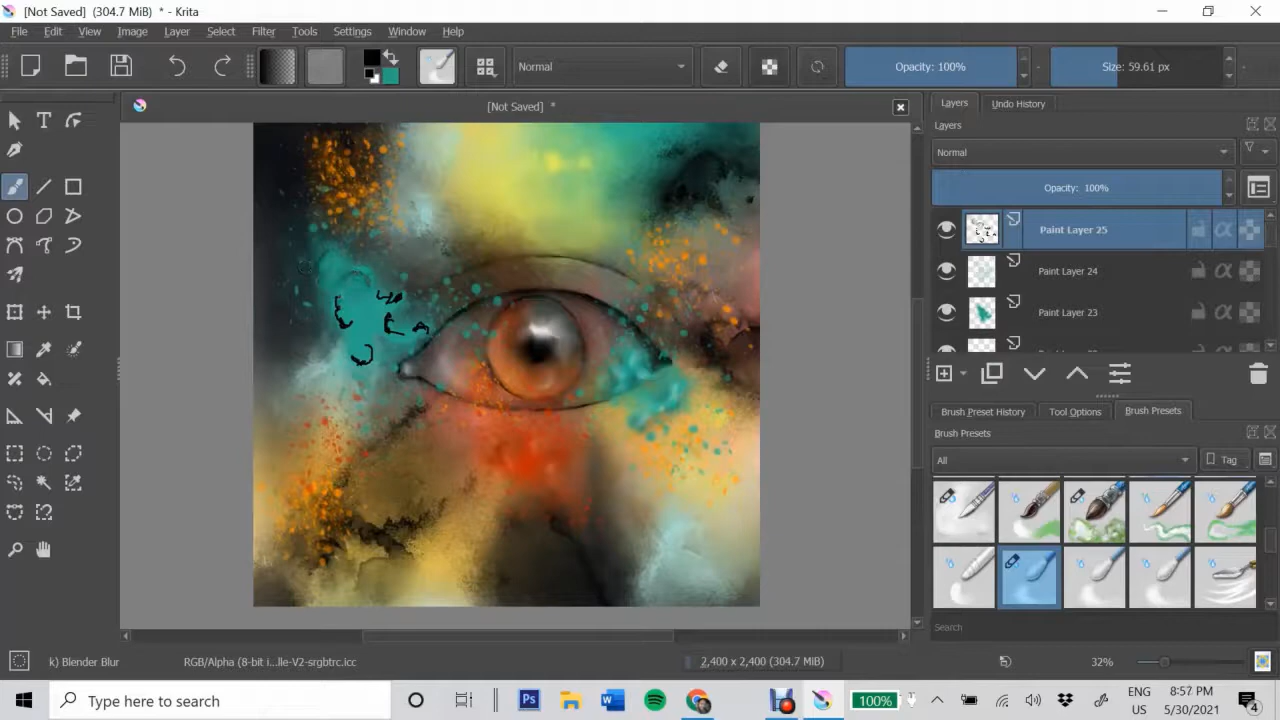 [Not Saved] (304.7 MiB) * - Krita
File Edit View Image Layer Select Filter Tools Settings Window Help
Normal
Opacity: 100%
Size: 59.61 px
[Not Saved] *
Layers
Undo History
Layers
Normal
Opacity: 100%
Paint Layer 25
Paint Layer 24
Paint Layer 23
Brush Preset History
Tool Options
Brush Presets
Brush Presets
All
Tag
Search
k) Blender Blur
RGB/Alpha (8-bit i...lle-V2-srgbtrc.icc
2,400 x 2,400 (304.7 MiB)
32%
Type here to search
Ps
W
100%
ENG
US
8:57 PM
5/30/2021
4